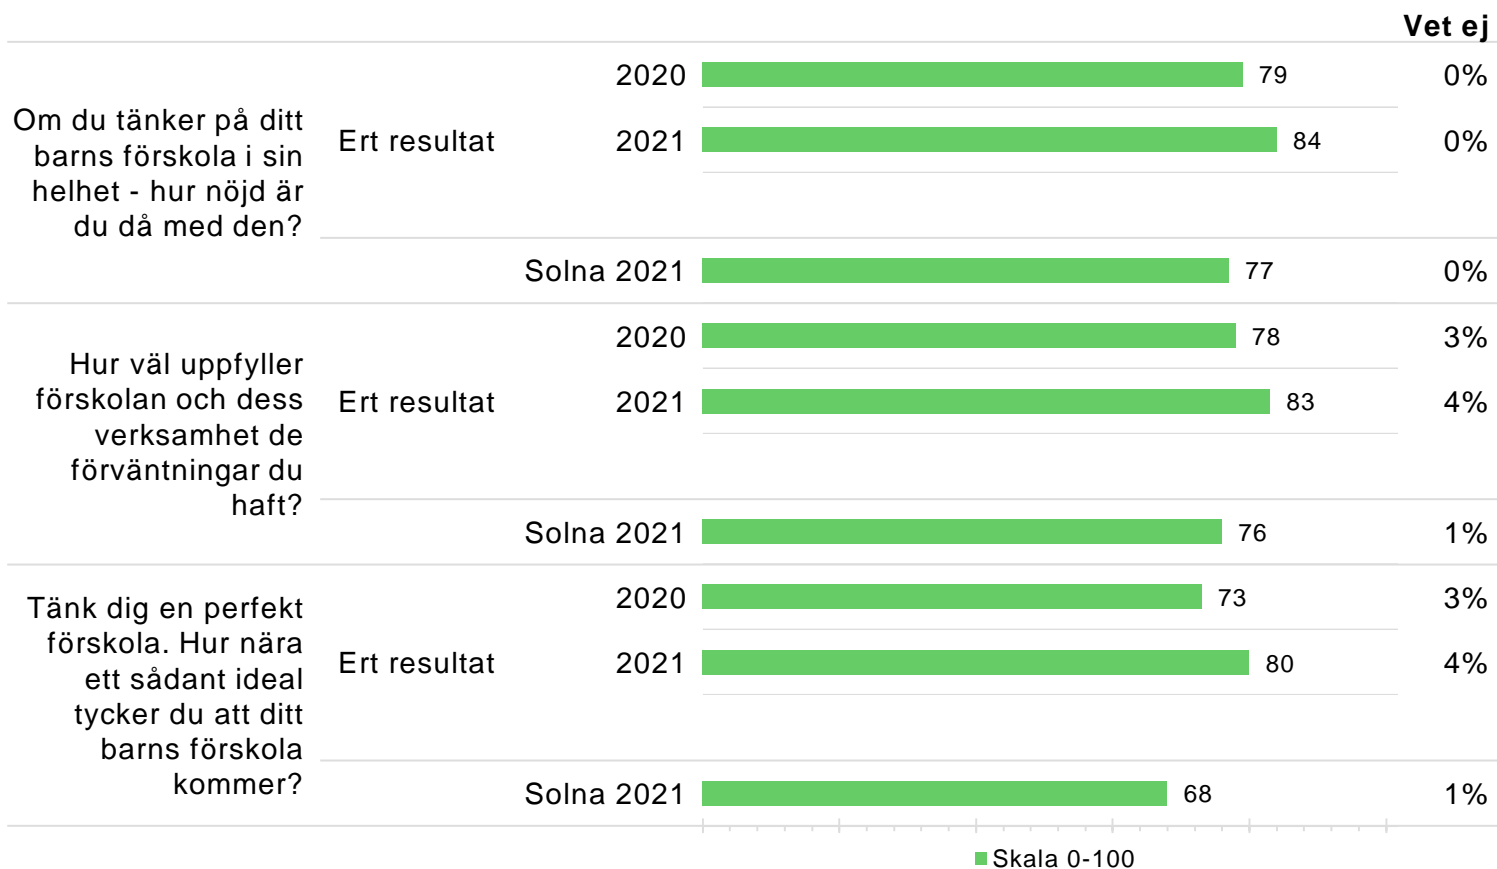 Vet ej
Om du tänker på ditt
barns förskola i sin
helhet - hur nöjd är
du då med den?
Ert resultat
2020 79 0%
2021 84 0%
Solna 2021 77 0%
Hur väl uppfyller
förskolan och dess
verksamhet de
förväntningar du
haft?
Ert resultat
2020 78 3%
2021 83 4%
Solna 2021 76 1%
Tänk dig en perfekt
förskola. Hur nära
ett sådant ideal
tycker du att ditt
barns förskola
kommer?
Ert resultat
2020 73 3%
2021 80 4%
Solna 2021 68 1%
Skala 0-100